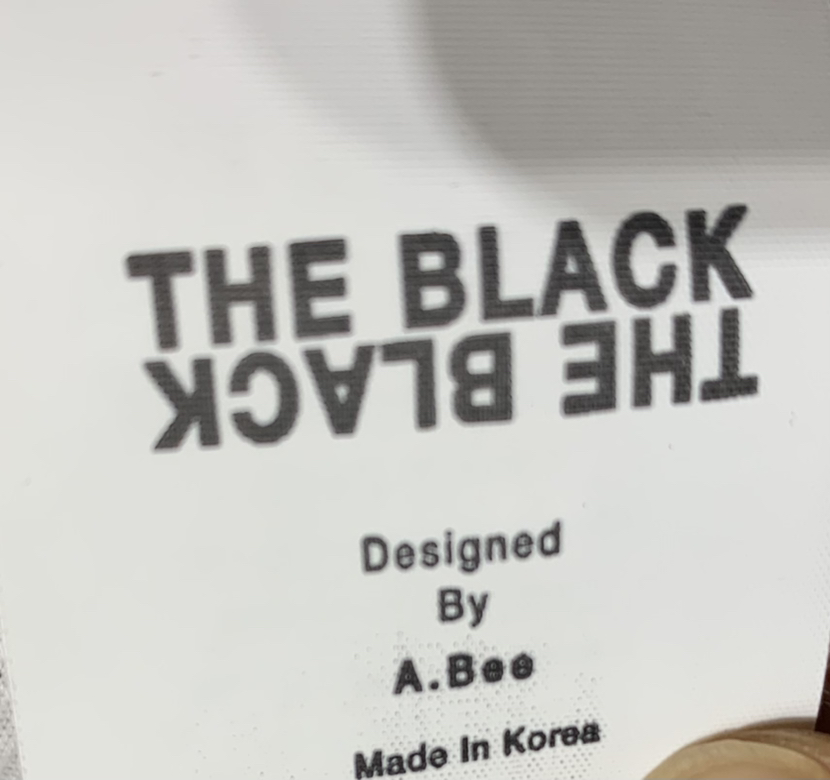 THE BLACK
THE BLACK
Designed
By
A.Bee
Made In Korea